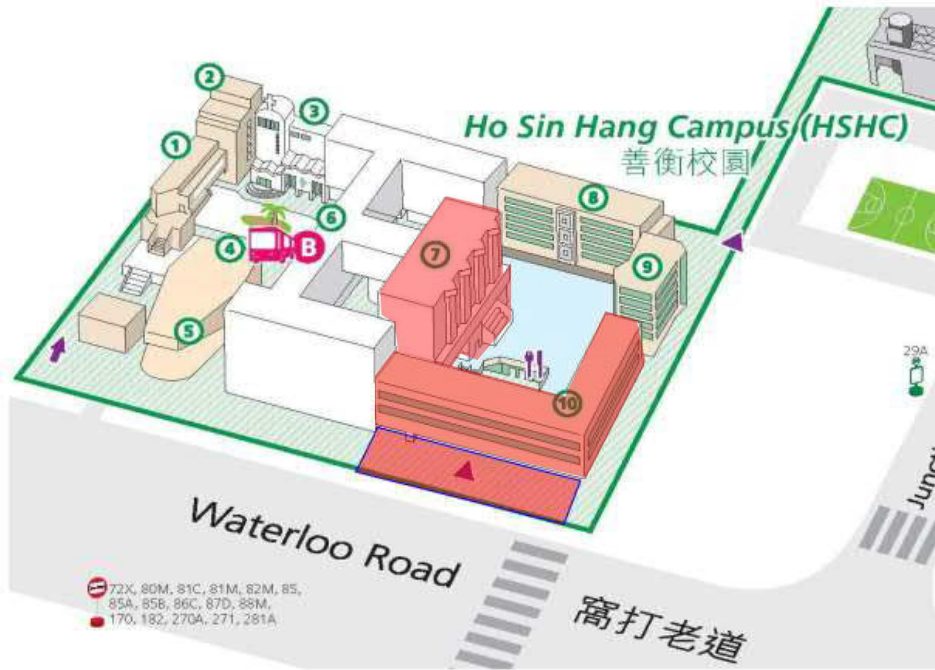 2
3
1
Ho Sin Hang Campus (HSHC)
善衡校園
8
6
4
B
7
9
5
29A
10
Waterloo Road
72X, 80M, 81C, 81M, 82M, 85,
85A, 85B, 86C, 87D, 88M,
170, 182, 270A, 271, 281A
窩打老道